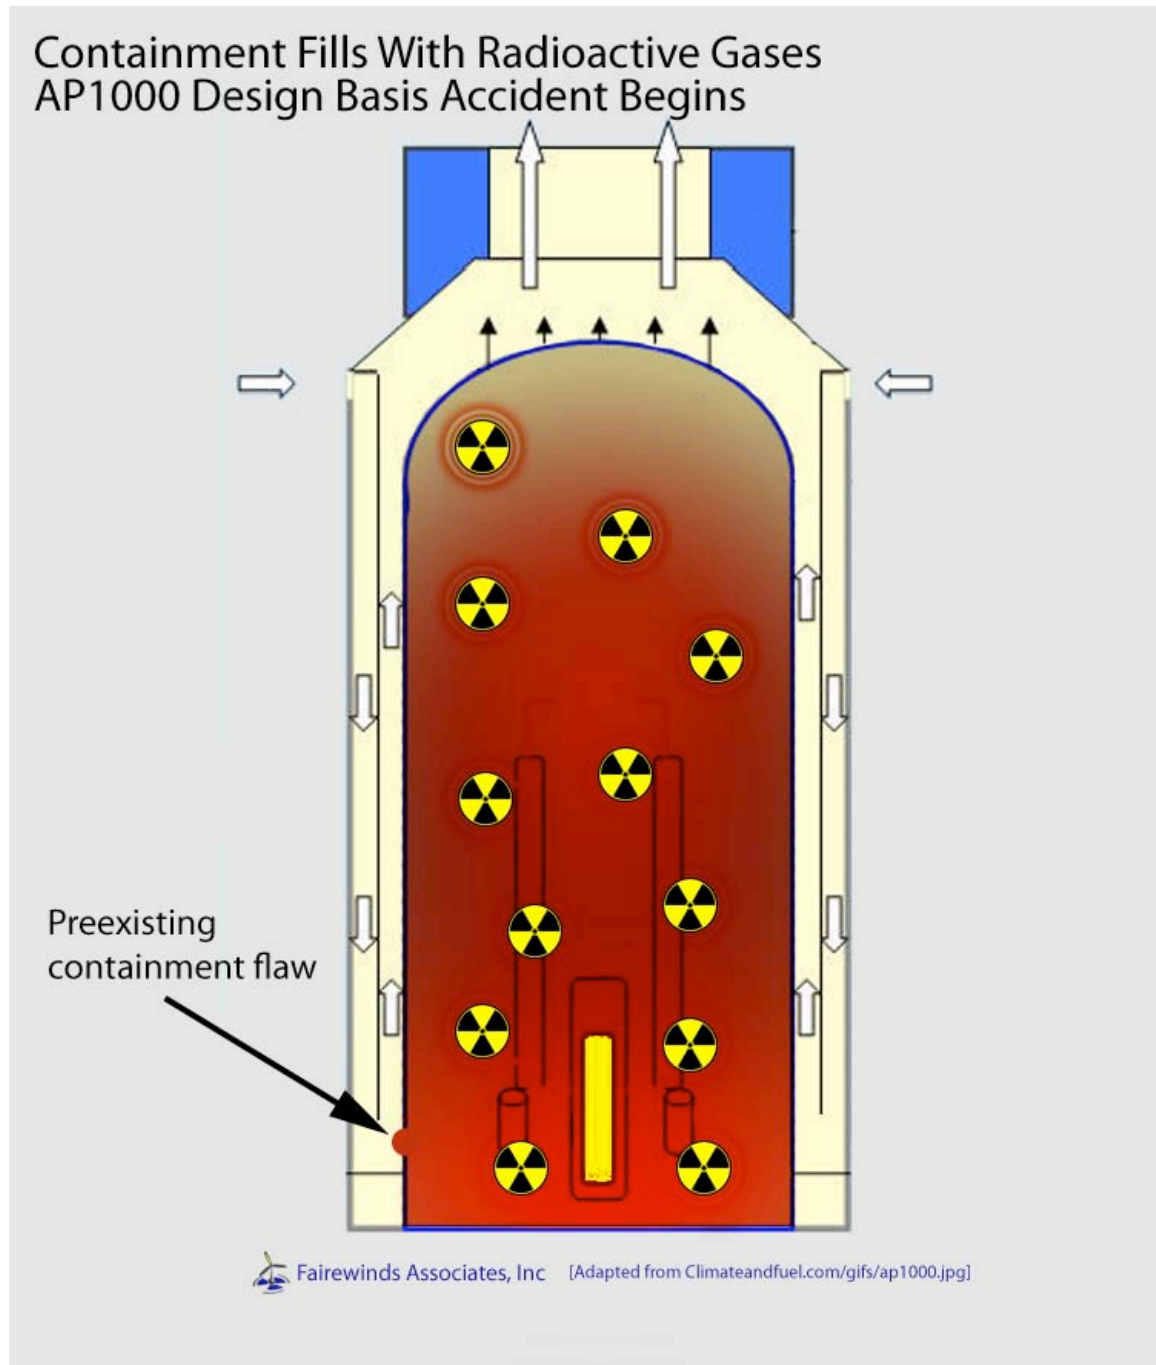 Containment Fills With Radioactive Gases
AP1000 Design Basis Accident Begins
Preexisting
containment flaw
Fairewinds Associates, Inc [Adapted from Climateandfuel.com/gifs/ap1000.jpg]